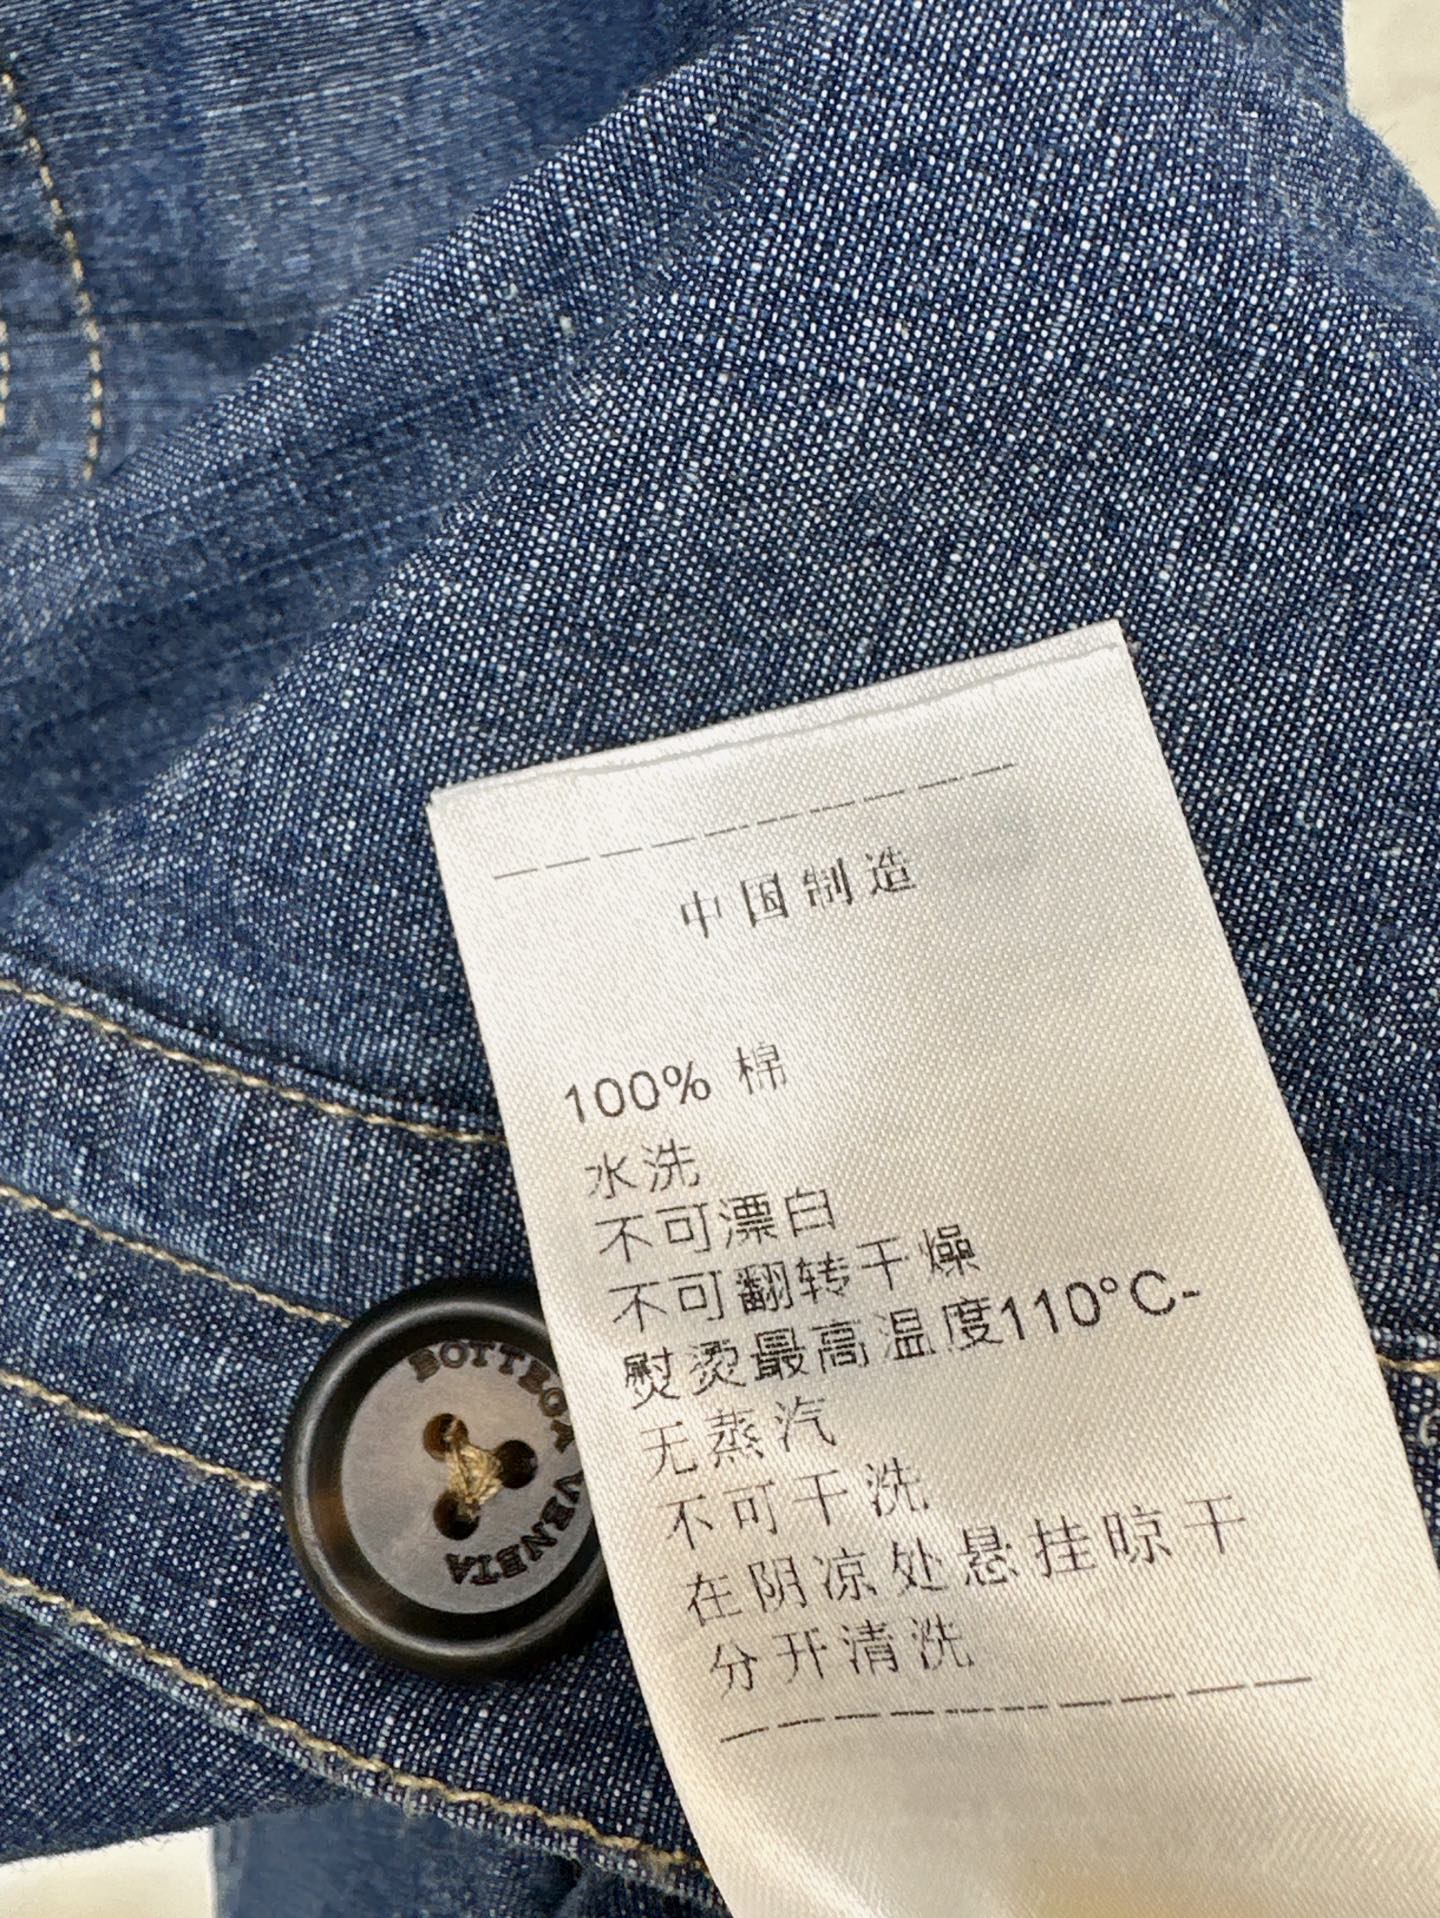 中国制造
100% 棉
水洗
不可漂白
不可翻转干燥
熨烫最高温度110°C-
无蒸汽
不可干洗
在阴凉处悬挂晾干
分开清洗
BOTTEGA VENETA